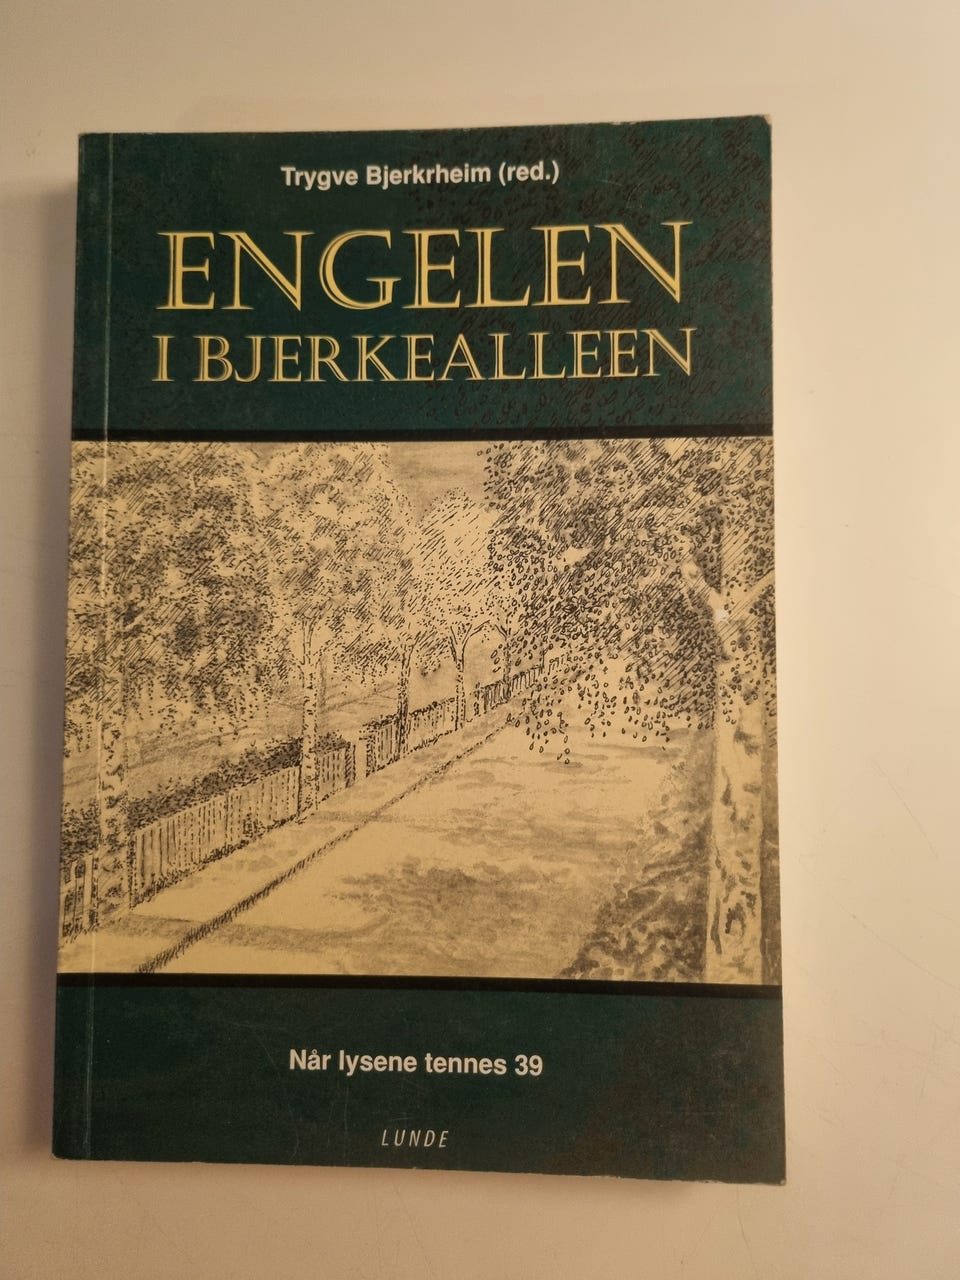 Trygve Bjerkrheim (red.)
ENGELEN
I BJERKEALLEEN
Når lysene tennes 39
LUNDE